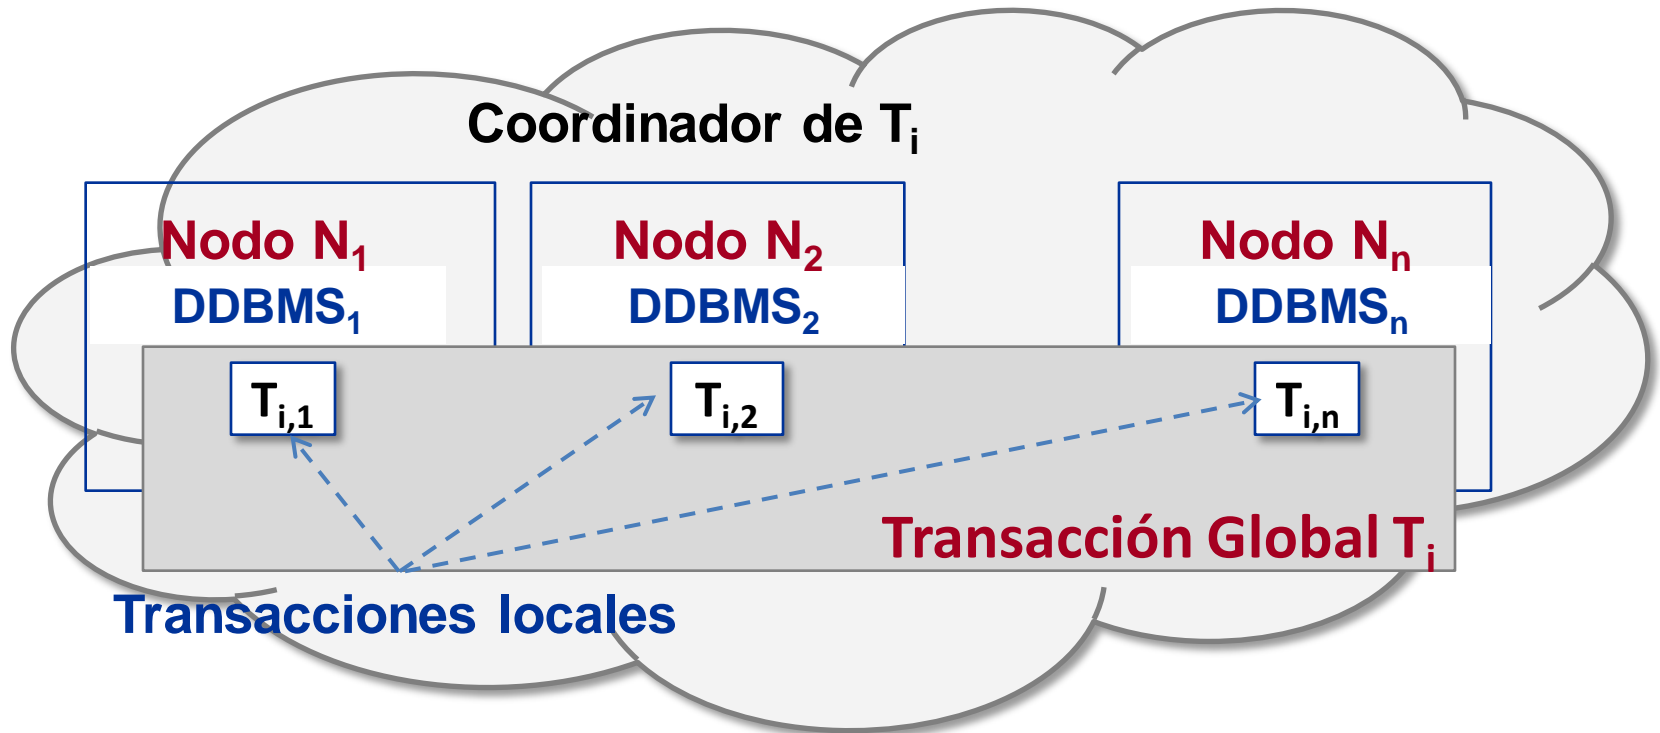 Coordinador de Ti
Nodo N1 Nodo N2 Nodo Nn
DDBMS1 DDBMS2 DDBMSn
Ti,1 Ti,2 Ti,n
Transacción Global Ti
Transacciones locales